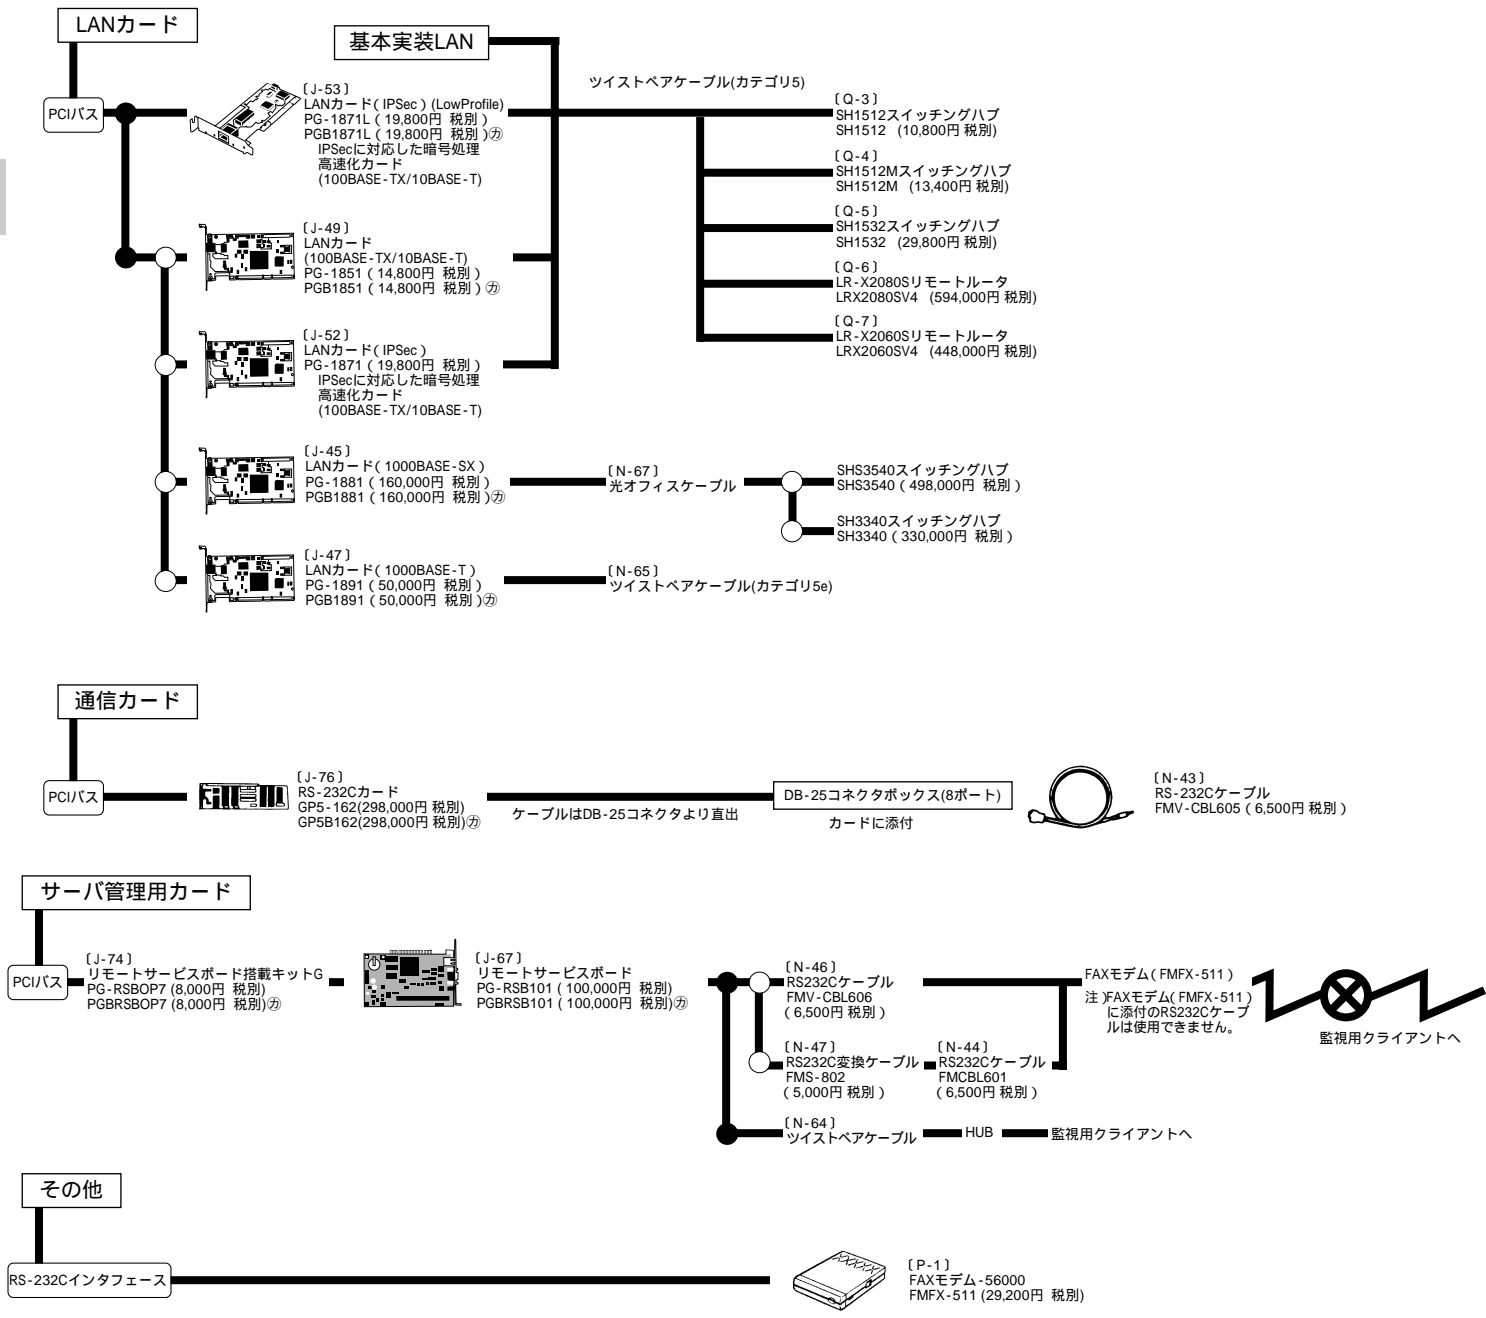 LANカード
基本実装LAN
PCIバス
〔J-53〕
LANカード(IPSec)(LowProfile)
PG-1871L(19,800円 税別)
PGB1871L(19,800円 税別)㋕
IPSecに対応した暗号処理
高速化カード
(100BASE-TX/10BASE-T)
ツイストペアケーブル(カテゴリ5)
〔Q-3〕
SH1512スイッチングハブ
SH1512 (10,800円 税別)
〔Q-4〕
SH1512Mスイッチングハブ
SH1512M (13,400円 税別)
〔Q-5〕
SH1532スイッチングハブ
SH1532 (29,800円 税別)
〔Q-6〕
LR-X2080Sリモートルータ
LRX2080SV4 (594,000円 税別)
〔Q-7〕
LR-X2060Sリモートルータ
LRX2060SV4 (448,000円 税別)
〔J-49〕
LANカード
(100BASE-TX/10BASE-T)
PG-1851(14,800円 税別)
PGB1851(14,800円 税別)㋕
〔J-52〕
LANカード(IPSec)
PG-1871(19,800円 税別)
IPSecに対応した暗号処理
高速化カード
(100BASE-TX/10BASE-T)
〔J-45〕
LANカード(1000BASE-SX)
PG-1881(160,000円 税別)
PGB1881(160,000円 税別)㋕
〔N-67〕
光オフィスケーブル
SHS3540スイッチングハブ
SHS3540(498,000円 税別)
SH3340スイッチングハブ
SH3340(330,000円 税別)
〔J-47〕
LANカード(1000BASE-T)
PG-1891(50,000円 税別)
PGB1891(50,000円 税別)㋕
〔N-65〕
ツイストペアケーブル(カテゴリ5e)
通信カード
PCIバス
〔J-76〕
RS-232Cカード
GP5-162(298,000円 税別)
GP5B162(298,000円 税別)㋕
ケーブルはDB-25コネクタより直出
DB-25コネクタボックス(8ポート)
カードに添付
〔N-43〕
RS-232Cケーブル
FMV-CBL605(6,500円 税別)
サーバ管理用カード
PCIバス
〔J-74〕
リモートサービスボード搭載キットG
PG-RSBOP7 (8,000円 税別)
PGBRSBOP7 (8,000円 税別)㋕
〔J-67〕
リモートサービスボード
PG-RSB101(100,000円 税別)
PGBRSB101(100,000円 税別)㋕
〔N-46〕
RS232Cケーブル
FMV-CBL606
(6,500円 税別)
〔N-47〕
RS232C変換ケーブル
FMS-802
(5,000円 税別)
〔N-44〕
RS232Cケーブル
FMCBL601
(6,500円 税別)
FAXモデム(FMFX-511)
注)FAXモデム(FMFX-511)
に添付のRS232Cケーブ
ルは使用できません。
監視用クライアントへ
〔N-64〕
ツイストペアケーブル
HUB
監視用クライアントへ
その他
RS-232Cインタフェース
〔P-1〕
FAXモデム-56000
FMFX-511 (29,200円 税別)